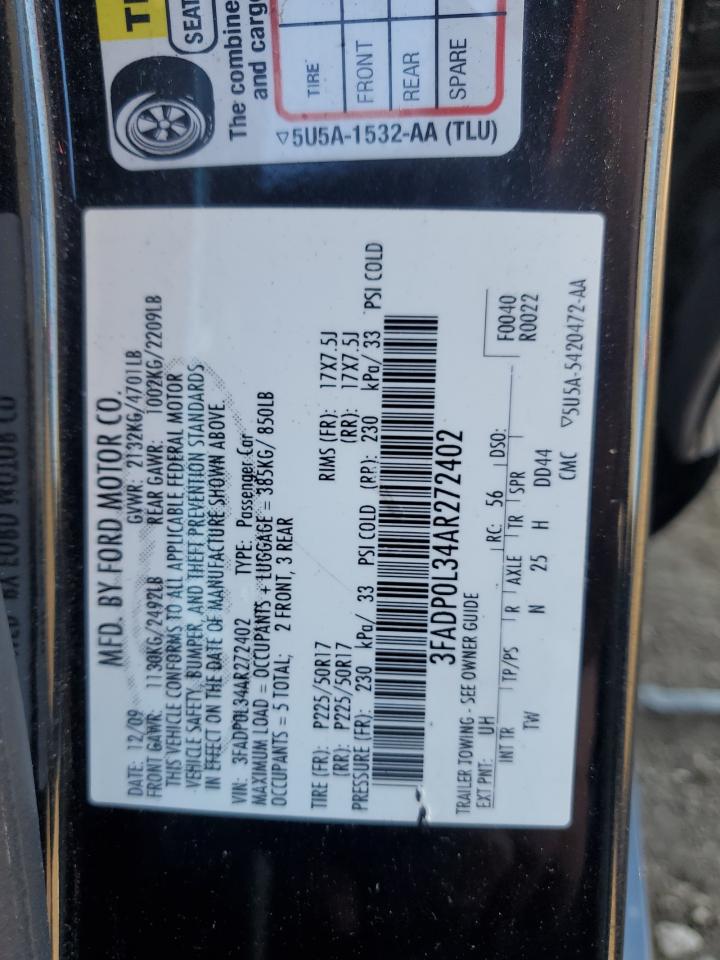 TI
SEAT
The combine
and cargo
TIRE
FRONT
REAR
SPARE
▽5U5A-1532-AA (TLU)
MFD. BY FORD MOTOR CO.
DATE: 12/09 GVWR: 2132KG/4701LB
FRONT GAWR: 1130KG/2492LB REAR GAWR: 1002KG/2209LB
THIS VEHICLE CONFORMS TO ALL APPLICABLE FEDERAL MOTOR
VEHICLE SAFETY, BUMPER, AND THEFT PREVENTION STANDARDS
IN EFFECT ON THE DATE OF MANUFACTURE SHOWN ABOVE
VIN: 3FADP0L34AR272402 TYPE: Passenger Car
MAXIMUM LOAD = OCCUPANTS + LUGGAGE = 385KG/ 850LB
OCCUPANTS = 5 TOTAL; 2 FRONT, 3 REAR
TIRE (FR): P225/50R17 RIMS (FR): 17X7.5J
(RR): P225/50R17 (RR): 17X7.5J
PRESSURE (FR): 230 kPa/ 33 PSI COLD (RR): 230 kPa/ 33 PSI COLD
3FADP0L34AR272402
TRAILER TOWING - SEE OWNER GUIDE
EXT PNT: UH RC: 56 DSO: F0040
R0022
INT TR TP/PS R AXLE TR SPR
TW N 25 H DD44
CMC ▽5U5A-5420472-AA